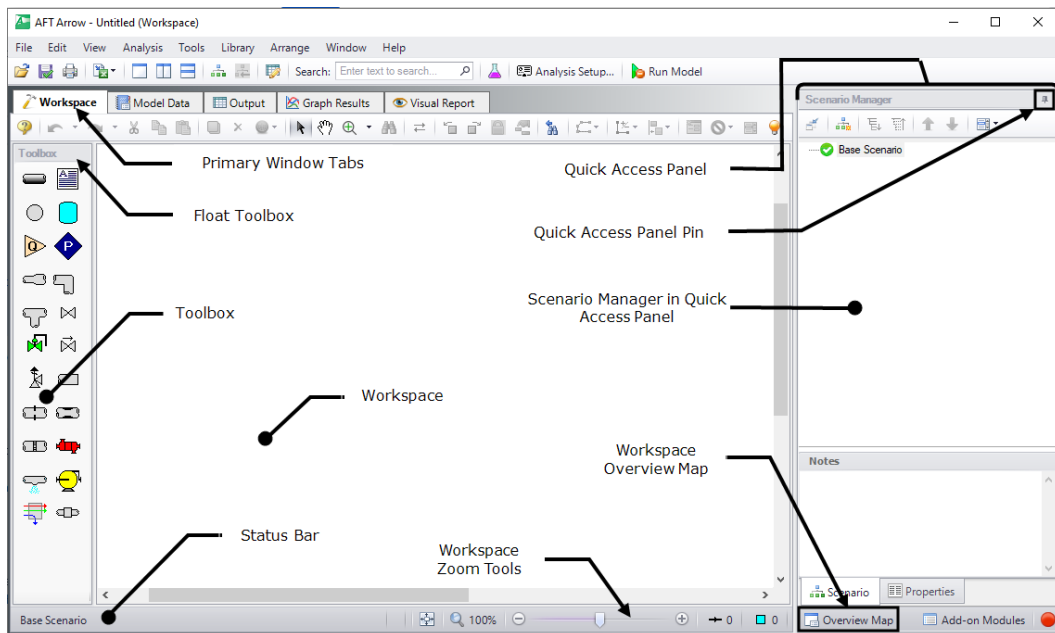 AFT Arrow - Untitled (Workspace)
File Edit View Analysis Tools Library Arrange Window Help
Search: Enter text to search... Analysis Setup... Run Model
Workspace Model Data Output Graph Results Visual Report
Scenario Manager
Toolbox
Base Scenario
Primary Window Tabs
Quick Access Panel
Float Toolbox
Quick Access Panel Pin
Q P
Scenario Manager in Quick
Access Panel
Toolbox
Workspace
Workspace
Overview Map
Notes
Status Bar
Workspace
Zoom Tools
Scenario Properties
Base Scenario 100% 0 0 Overview Map Add-on Modules